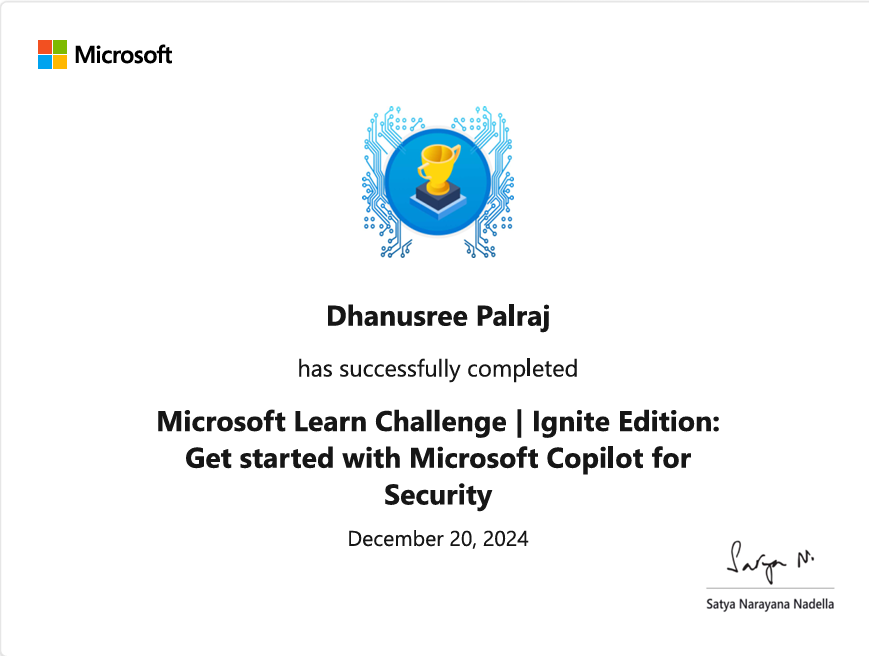 Microsoft
Dhanusree Palraj
has successfully completed
Microsoft Learn Challenge | Ignite Edition:
Get started with Microsoft Copilot for
Security
December 20, 2024
Satya N.
Satya Narayana Nadella